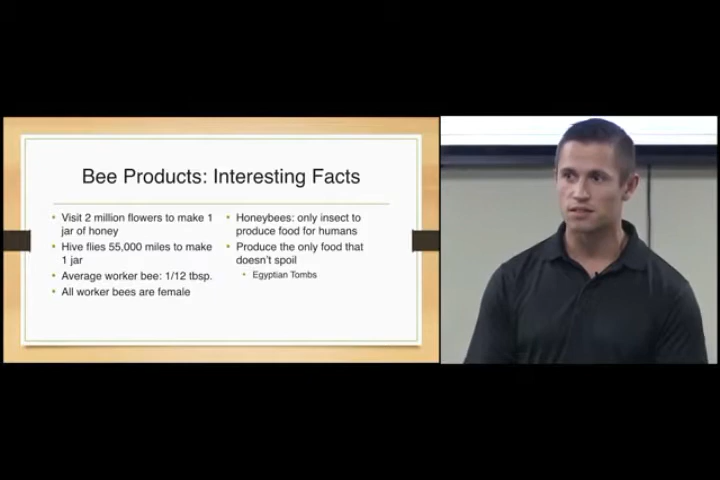 Bee Products: Interesting Facts
Visit 2 million flowers to make 1
jar of honey
Hive flies 55,000 miles to make
1 jar
Average worker bee: 1/12 tbsp.
All worker bees are female
Honeybees: only insect to
produce food for humans
Produce the only food that
doesn't spoil
Egyptian Tombs